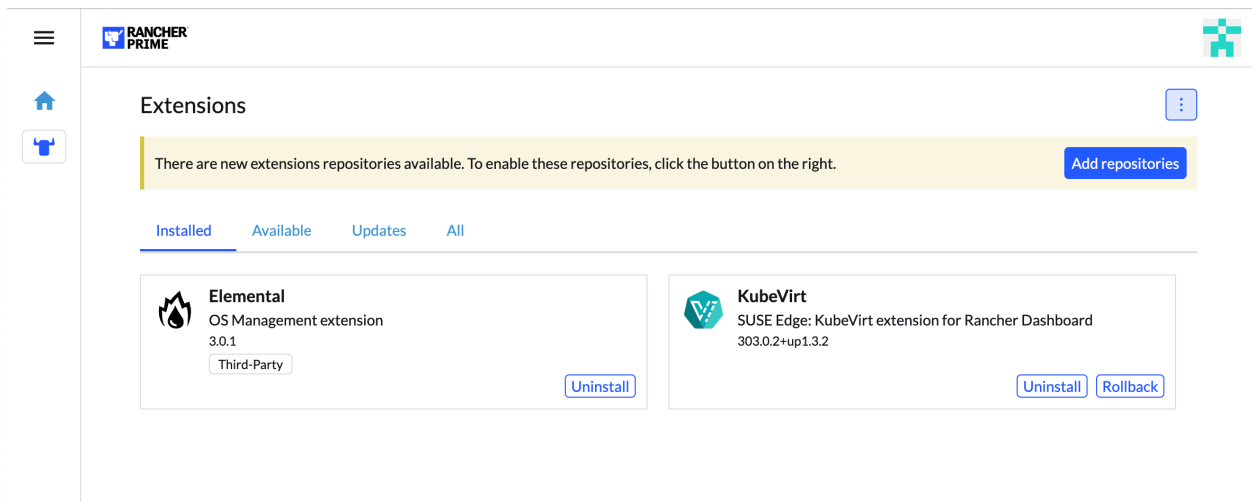 RANCHER
PRIME
Extensions
There are new extensions repositories available. To enable these repositories, click the button on the right.
Add repositories
Installed
Available
Updates
All
Elemental
OS Management extension
3.0.1
Third-Party
Uninstall
KubeVirt
SUSE Edge: KubeVirt extension for Rancher Dashboard
303.0.2+up1.3.2
Uninstall
Rollback